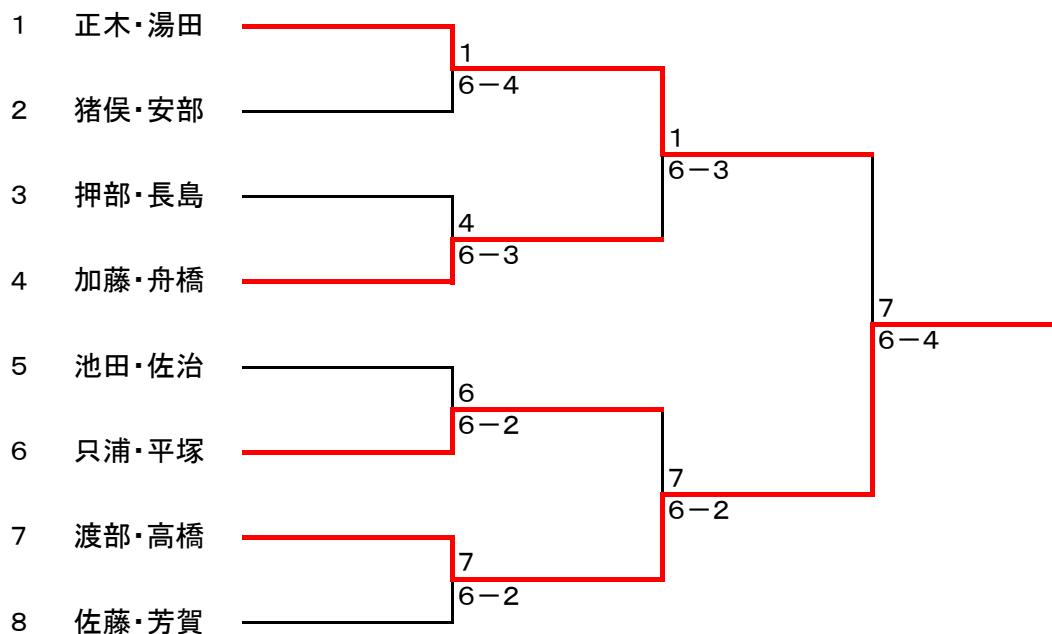 1 正木・湯田
1
6－4
2 猪俣・安部
1
6－3
3 押部・長島
4
6－3
4 加藤・舟橋
7
6－4
5 池田・佐治
6
6－2
6 只浦・平塚
7
6－2
7 渡部・高橋
7
6－2
8 佐藤・芳賀